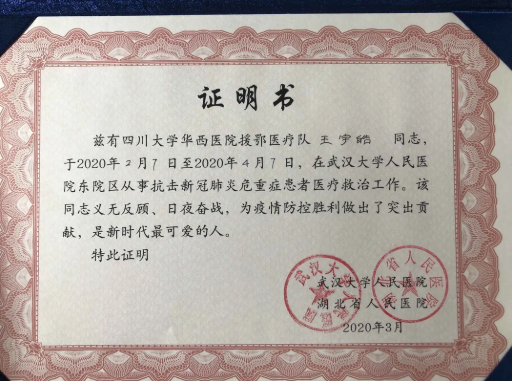 证明书
兹有四川大学华西医院援鄂医疗队 王宇皓 同志，
于2020年2月7日至2020年4月7日，在武汉大学人民医
院东院区从事抗击新冠肺炎危重症患者医疗救治工作。该
同志义无反顾、日夜奋战，为疫情防控胜利做出了突出贡
献，是新时代最可爱的人。
特此证明
武汉大学人民医院
湖北省人民医院
2020年3月